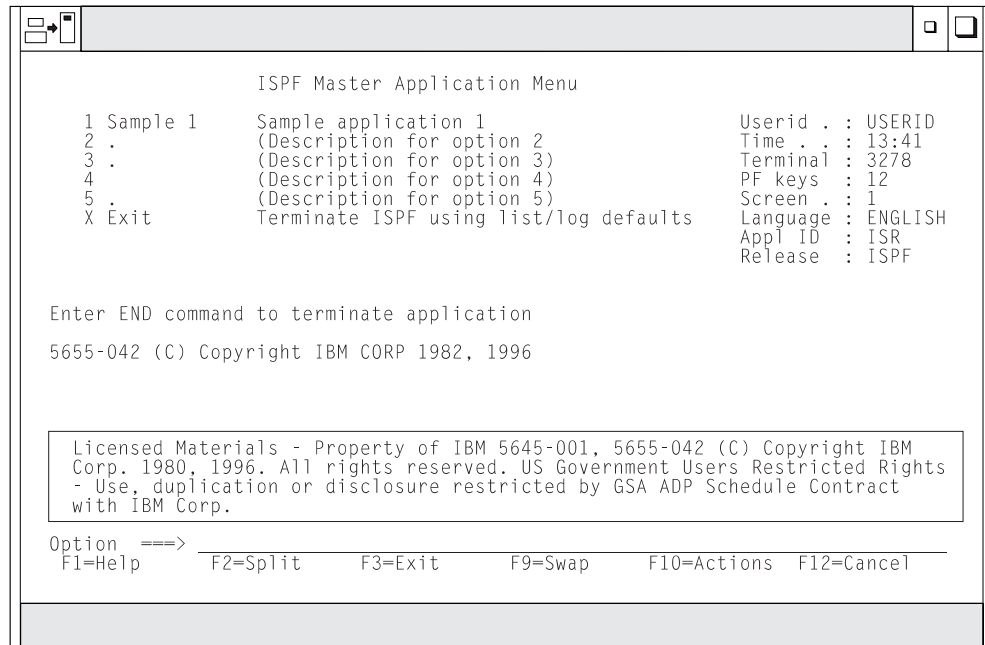 ISPF Master Application Menu
1 Sample 1 Sample application 1 Userid . : USERID
2 . (Description for option 2 Time . . : 13:41
3 . (Description for option 3) Terminal : 3278
4 (Description for option 4) PF keys : 12
5 . (Description for option 5) Screen . : 1
X Exit Terminate ISPF using list/log defaults Language : ENGLISH
Appl ID : ISR
Release : ISPF
Enter END command to terminate application
5655-042 (C) Copyright IBM CORP 1982, 1996
Licensed Materials - Property of IBM 5645-001, 5655-042 (C) Copyright IBM
Corp. 1980, 1996. All rights reserved. US Government Users Restricted Rights
- Use, duplication or disclosure restricted by GSA ADP Schedule Contract
with IBM Corp.
Option ===>
F1=Help F2=Split F3=Exit F9=Swap F10=Actions F12=Cancel